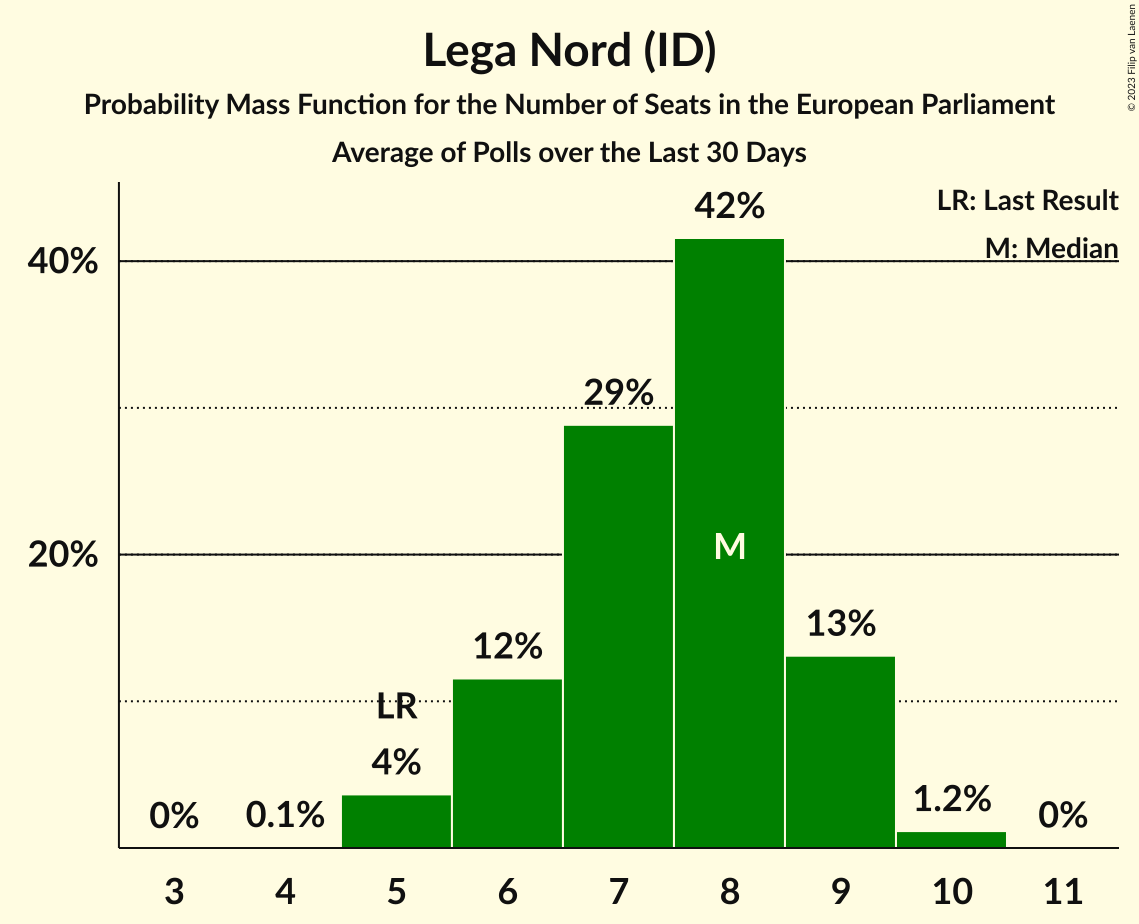 Lega Nord (ID)
Probability Mass Function for the Number of Seats in the European Parliament
Average of Polls over the Last 30 Days
© 2023 Filip van Laenen
LR: Last Result
M: Median
40%
20%
0%
0.1%
LR
4%
12%
29%
42%
M
13%
1.2%
0%
3 4 5 6 7 8 9 10 11